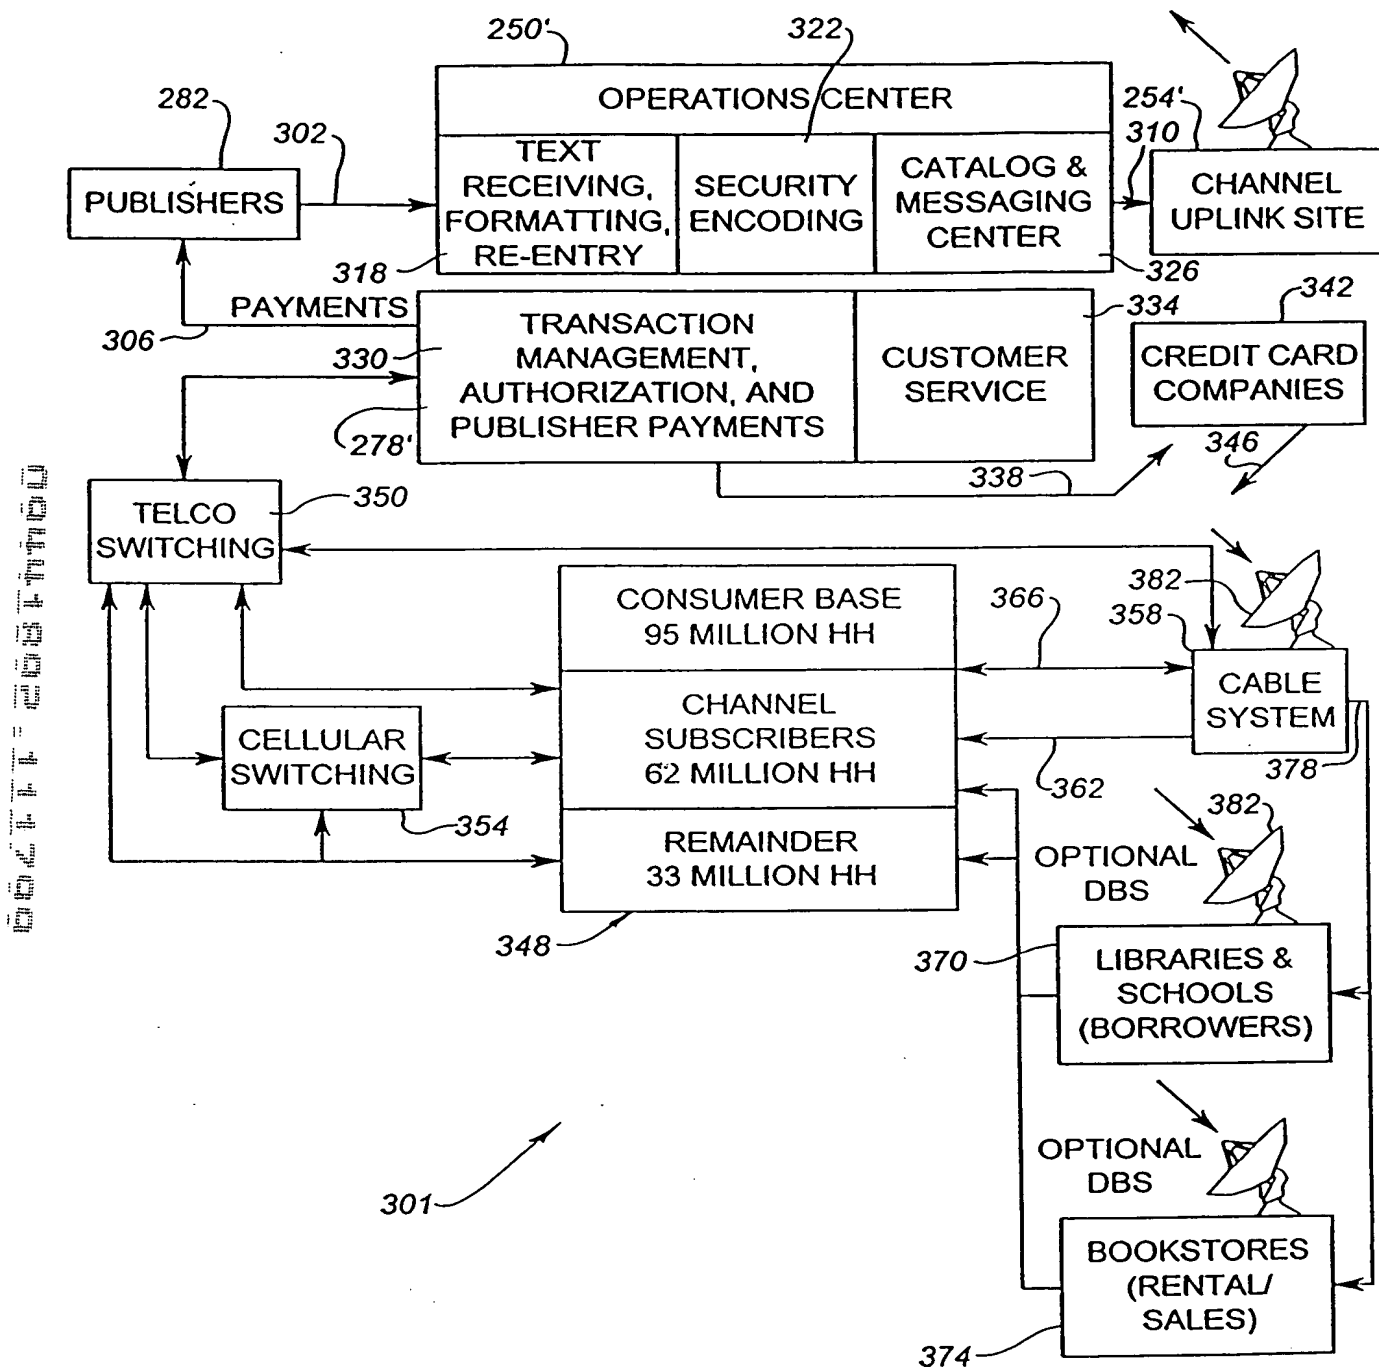 250'
322
OPERATIONS CENTER
282
302
254'
310
PUBLISHERS
TEXT
RECEIVING,
FORMATTING,
RE-ENTRY
SECURITY
ENCODING
CATALOG &
MESSAGING
CENTER
CHANNEL
UPLINK SITE
318
326
PAYMENTS
306
330
TRANSACTION
MANAGEMENT,
AUTHORIZATION, AND
PUBLISHER PAYMENTS
278'
334
CUSTOMER
SERVICE
342
CREDIT CARD
COMPANIES
346
338
350
TELCO
SWITCHING
CONSUMER BASE
95 MILLION HH
366
382
358
CABLE
SYSTEM
CHANNEL
SUBSCRIBERS
62 MILLION HH
CELLULAR
SWITCHING
362
378
354
REMAINDER
33 MILLION HH
382
OPTIONAL
DBS
348
370
LIBRARIES &
SCHOOLS
(BORROWERS)
OPTIONAL
DBS
301
BOOKSTORES
(RENTAL/
SALES)
374